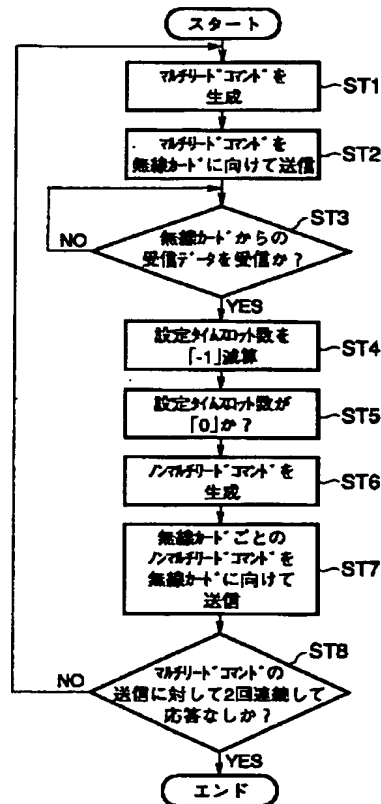 スタート
マルチリードコマンドを
生成
ST1
マルチリードコマンドを
無線カードに向けて送信
ST2
ST3
無線カードからの
受信データを受信か?
NO
YES
設定タイムスロット数を
「-1」減算
ST4
設定タイムスロット数が
「0」か?
ST5
ノンマルチリードコマンドを
生成
ST6
無線カードごとの
ノンマルチリードコマンドを
無線カードに向けて
送信
ST7
ST8
マルチリードコマンドの
送信に対して2回連続して
応答なしか?
NO
YES
エンド